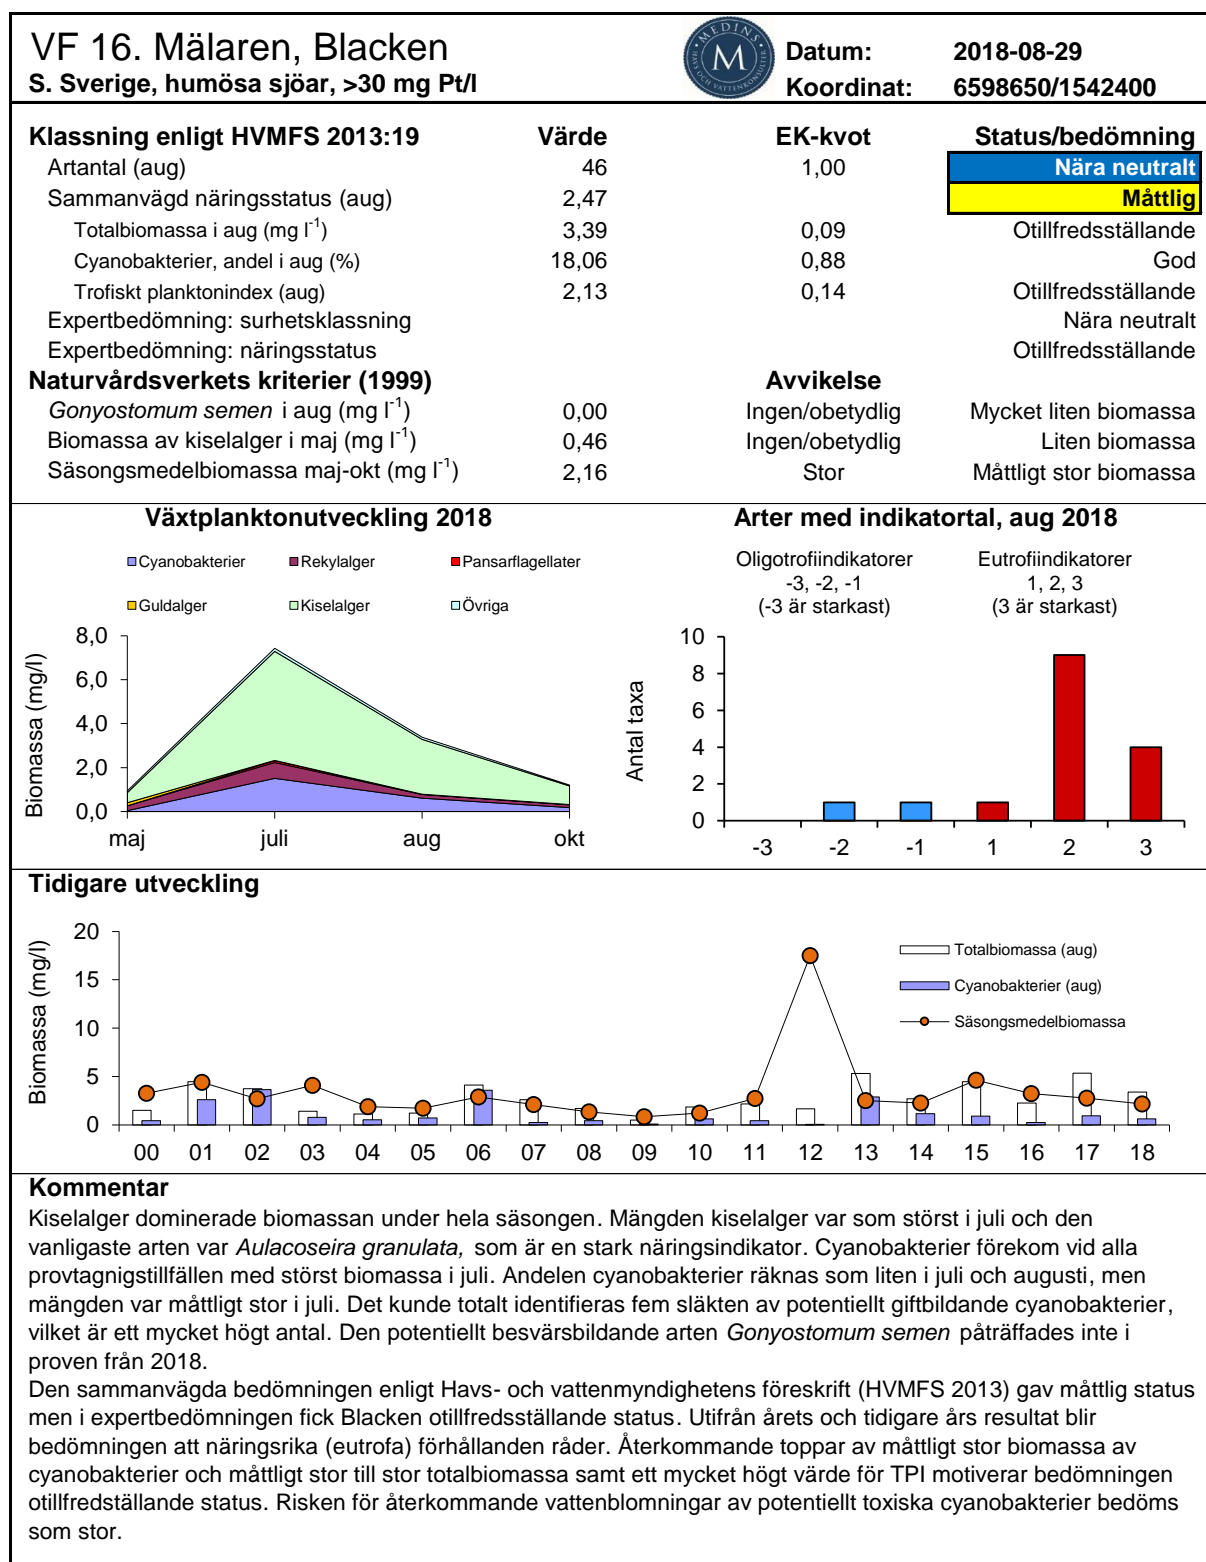 VF 16. Mälaren, Blacken
S. Sverige, humösa sjöar, >30 mg Pt/l
MEDINS
M
HAVS OCH VATTENKONSULTER
Datum: 2018-08-29
Koordinat: 6598650/1542400
Klassning enligt HVMFS 2013:19 Värde EK-kvot Status/bedömning
Artantal (aug) 46 1,00 Nära neutralt
Sammanvägd näringsstatus (aug) 2,47 Måttlig
Totalbiomassa i aug (mg l-1) 3,39 0,09 Otillfredsställande
Cyanobakterier, andel i aug (%) 18,06 0,88 God
Trofiskt planktonindex (aug) 2,13 0,14 Otillfredsställande
Expertbedömning: surhetsklassning Nära neutralt
Expertbedömning: näringsstatus Otillfredsställande
Naturvårdsverkets kriterier (1999) Avvikelse
Gonyostomum semen i aug (mg l-1) 0,00 Ingen/obetydlig Mycket liten biomassa
Biomassa av kiselalger i maj (mg l-1) 0,46 Ingen/obetydlig Liten biomassa
Säsongsmedelbiomassa maj-okt (mg l-1) 2,16 Stor Måttligt stor biomassa
Växtplanktonutveckling 2018
Cyanobakterier Rekylalger Pansarflagellater
Guldalger Kiselalger Övriga
Biomassa (mg/l)
8,0
6,0
4,0
2,0
0,0
maj juli aug okt
Arter med indikatortal, aug 2018
Oligotrofiindikatorer Eutrofiindikatorer
-3, -2, -1 1, 2, 3
(-3 är starkast) (3 är starkast)
Antal taxa
10
8
6
4
2
0
-3 -2 -1 1 2 3
Tidigare utveckling
Biomassa (mg/l)
20
15
10
5
0
Totalbiomassa (aug)
Cyanobakterier (aug)
Säsongsmedelbiomassa
00 01 02 03 04 05 06 07 08 09 10 11 12 13 14 15 16 17 18
Kommentar
Kiselalger dominerade biomassan under hela säsongen. Mängden kiselalger var som störst i juli och den
vanligaste arten var Aulacoseira granulata, som är en stark näringsindikator. Cyanobakterier förekom vid alla
provtagnigstillfällen med störst biomassa i juli. Andelen cyanobakterier räknas som liten i juli och augusti, men
mängden var måttligt stor i juli. Det kunde totalt identifieras fem släkten av potentiellt giftbildande cyanobakterier,
vilket är ett mycket högt antal. Den potentiellt besvärsbildande arten Gonyostomum semen påträffades inte i
proven från 2018.
Den sammanvägda bedömningen enligt Havs- och vattenmyndighetens föreskrift (HVMFS 2013) gav måttlig status
men i expertbedömningen fick Blacken otillfredsställande status. Utifrån årets och tidigare års resultat blir
bedömningen att näringsrika (eutrofa) förhållanden råder. Återkommande toppar av måttligt stor biomassa av
cyanobakterier och måttligt stor till stor totalbiomassa samt ett mycket högt värde för TPI motiverar bedömningen
otillfredställande status. Risken för återkommande vattenblomningar av potentiellt toxiska cyanobakterier bedöms
som stor.